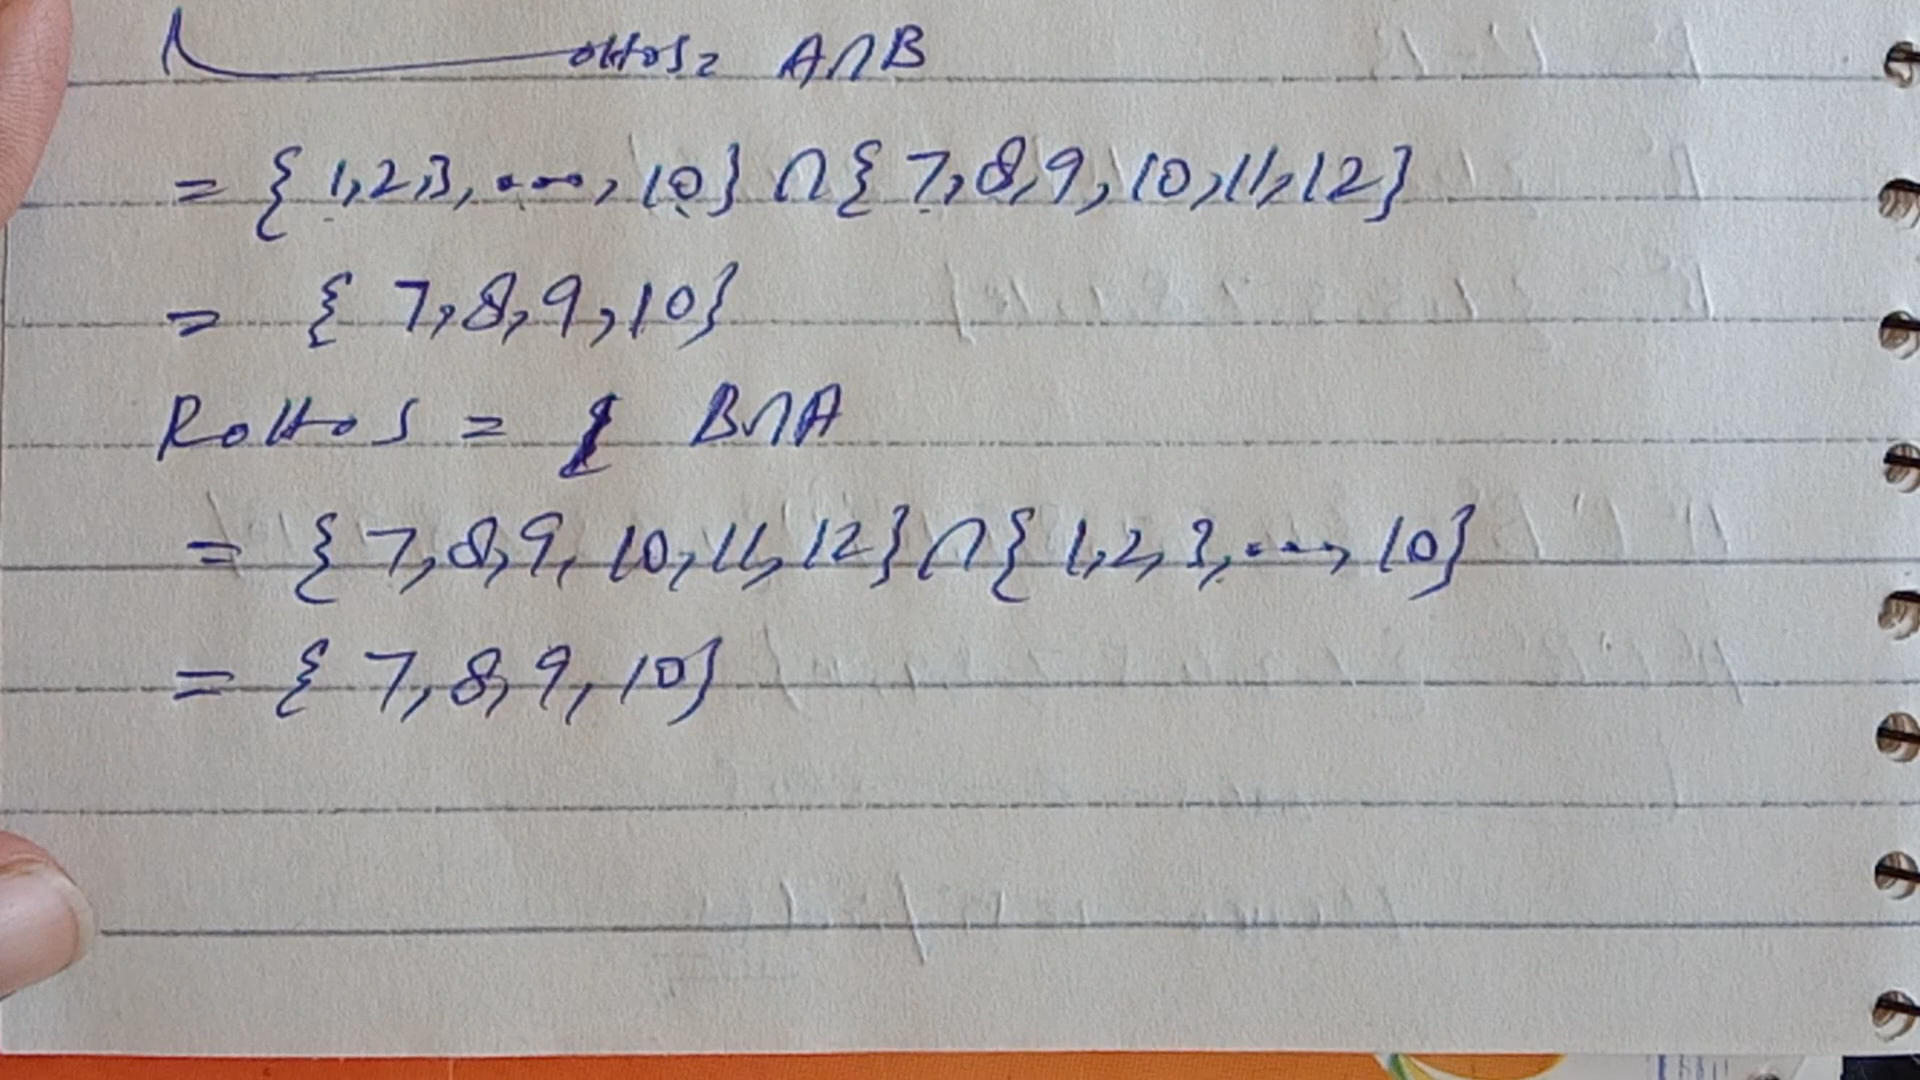 A∩B
= { 1,2,3, ...., 10} ∩ { 7,8,9, 10, 11, 12}
= { 7,8,9,10}
R.o.H.o.S = B∩A
= { 7,8,9, 10, 11, 12} ∩ { 1,2,3, ...., 10}
= { 7,8,9, 10}